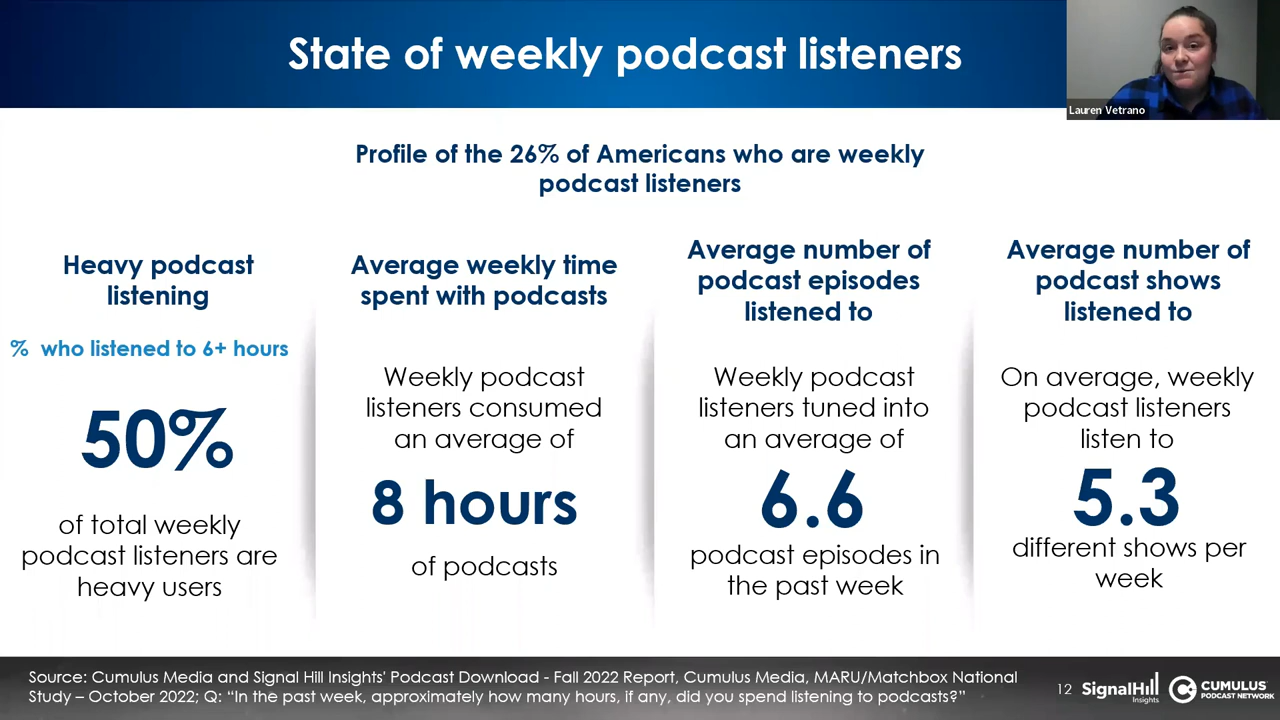 State of weekly podcast listeners
Lauren Vetrano
Profile of the 26% of Americans who are weekly
podcast listeners
Heavy podcast
listening
% who listened to 6+ hours
50%
of total weekly
podcast listeners are
heavy users
Average weekly time
spent with podcasts
Weekly podcast
listeners consumed
an average of
8 hours
of podcasts
Average number of
podcast episodes
listened to
Weekly podcast
listeners tuned into
an average of
6.6
podcast episodes in
the past week
Average number of
podcast shows
listened to
On average, weekly
podcast listeners
listen to
5.3
different shows per
week
Source: Cumulus Media and Signal Hill Insights' Podcast Download - Fall 2022 Report, Cumulus Media, MARU/Matchbox National
Study – October 2022; Q: “In the past week, approximately how many hours, if any, did you spend listening to podcasts?”
12
SignalHill
Insights
CUMULUS
PODCAST NETWORK